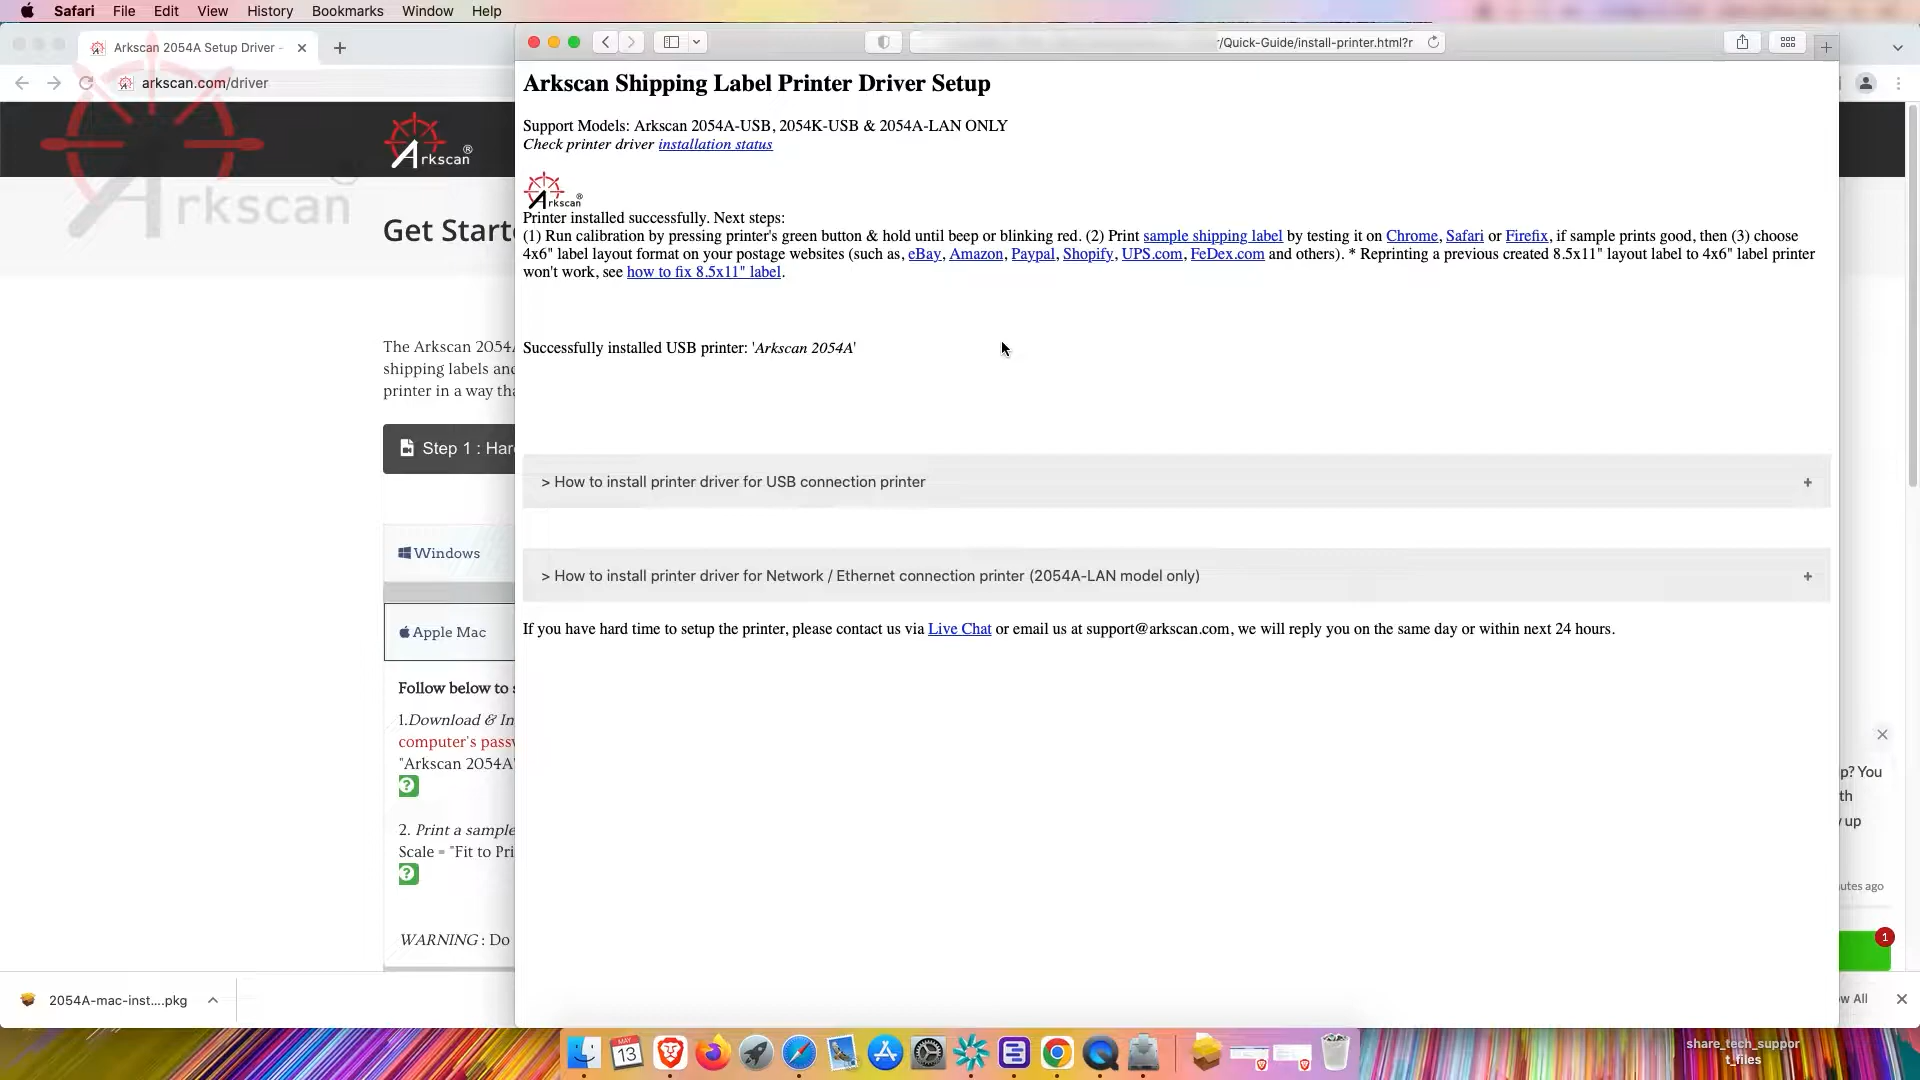 Safari File Edit View History Bookmarks Window Help
Arkscan 2054A Setup Driver -
arkscan.com/driver
/Quick-Guide/install-printer.html?r
Arkscan®
Arkscan
Get Starte
The Arkscan 2054A
shipping labels and
printer in a way tha
Step 1 : Har
Windows
Apple Mac
Follow below to s
1.Download & In
computer's passw
"Arkscan 2054A"
?
2. Print a sample
Scale = "Fit to Pri
?
WARNING : Do
Arkscan Shipping Label Printer Driver Setup
Support Models: Arkscan 2054A-USB, 2054K-USB & 2054A-LAN ONLY
Check printer driver installation status
Arkscan®
Printer installed successfully. Next steps:
(1) Run calibration by pressing printer's green button & hold until beep or blinking red. (2) Print sample shipping label by testing it on Chrome, Safari or Firefix, if sample prints good, then (3) choose
4x6" label layout format on your postage websites (such as, eBay, Amazon, Paypal, Shopify, UPS.com, FeDex.com and others). * Reprinting a previous created 8.5x11" layout label to 4x6" label printer
won't work, see how to fix 8.5x11" label.
Successfully installed USB printer: 'Arkscan 2054A'
> How to install printer driver for USB connection printer +
> How to install printer driver for Network / Ethernet connection printer (2054A-LAN model only) +
If you have hard time to setup the printer, please contact us via Live Chat or email us at support@arkscan.com, we will reply you on the same day or within next 24 hours.
p? You
th
up
utes ago
1
2054A-mac-inst....pkg
w All
MAY
13
share_tech_suppor
t_files